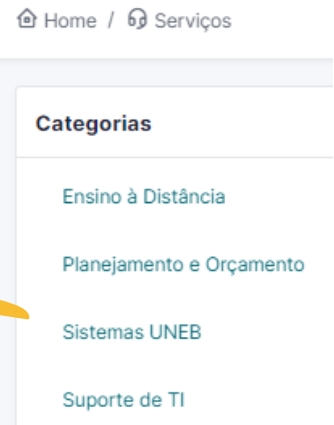 Home / Serviços
Categorias
Ensino à Distância
Planejamento e Orçamento
Sistemas UNEB
Suporte de TI